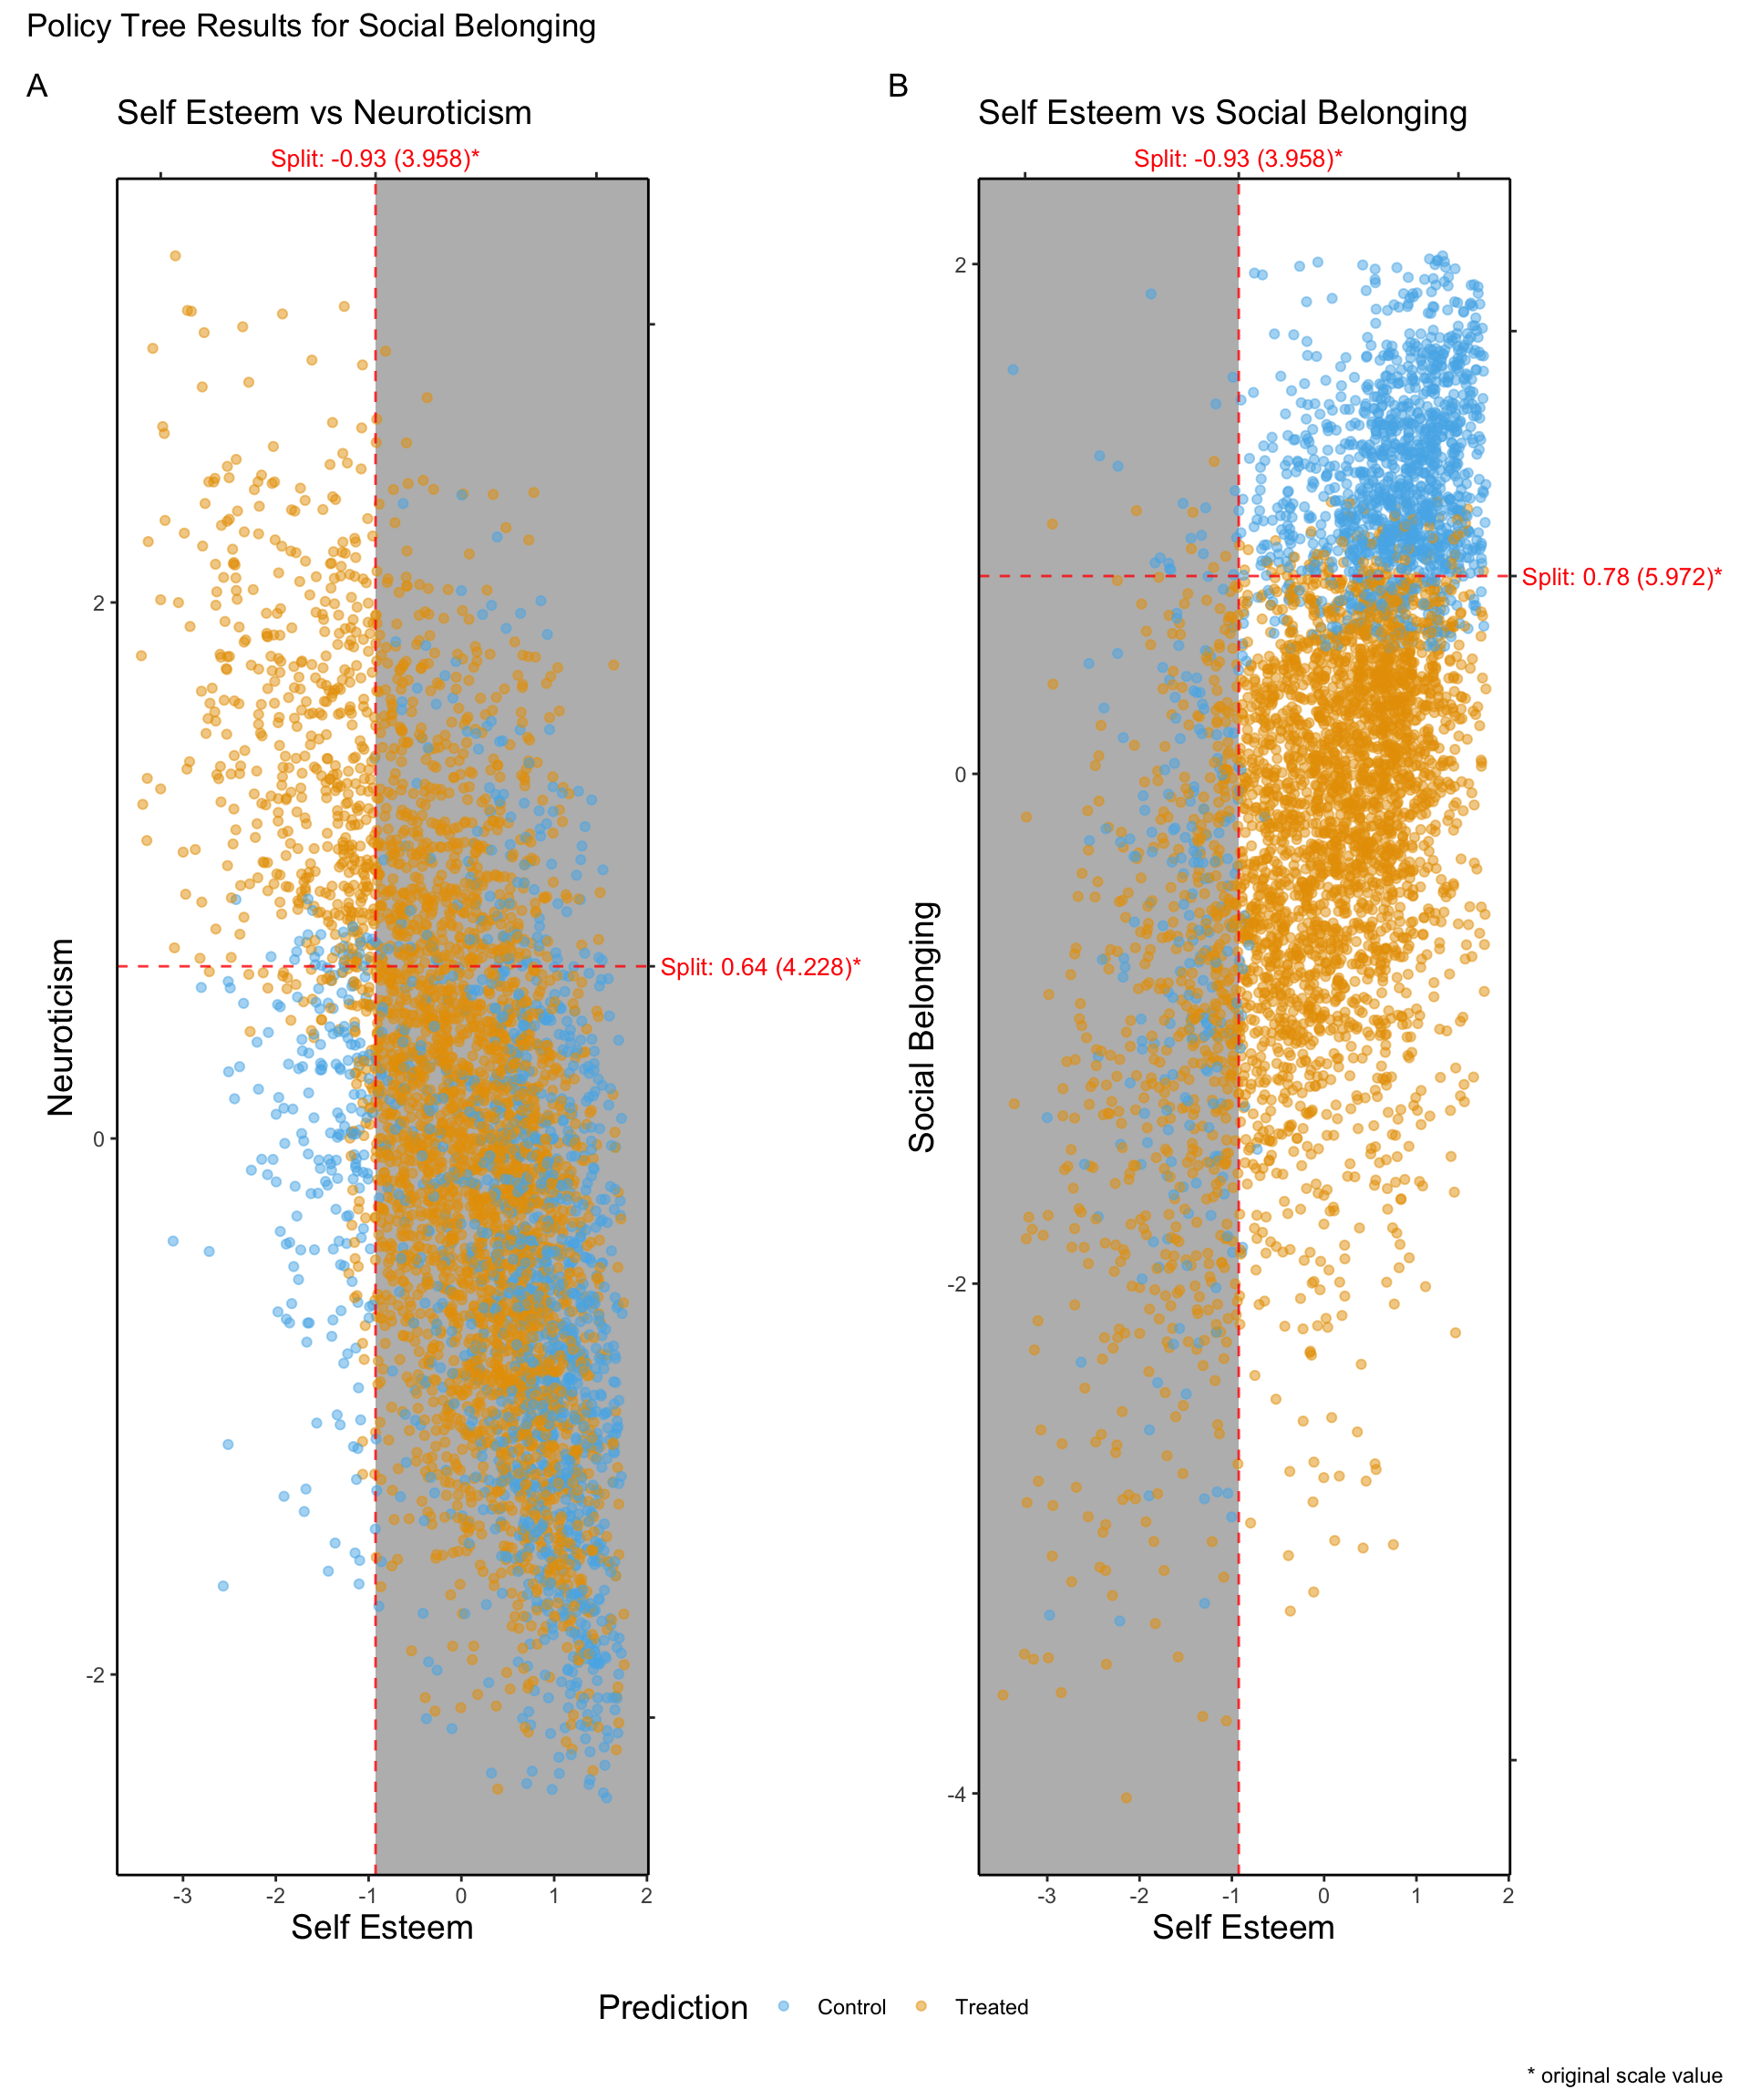 Policy Tree Results for Social Belonging
A
Self Esteem vs Neuroticism
Split: -0.93 (3.958)*
Neuroticism
2
0
-2
Split: 0.64 (4.228)*
-3 -2 -1 0 1 2
Self Esteem
B
Self Esteem vs Social Belonging
Split: -0.93 (3.958)*
Social Belonging
2
0
-2
-4
Split: 0.78 (5.972)*
-3 -2 -1 0 1 2
Self Esteem
Prediction Control Treated
* original scale value